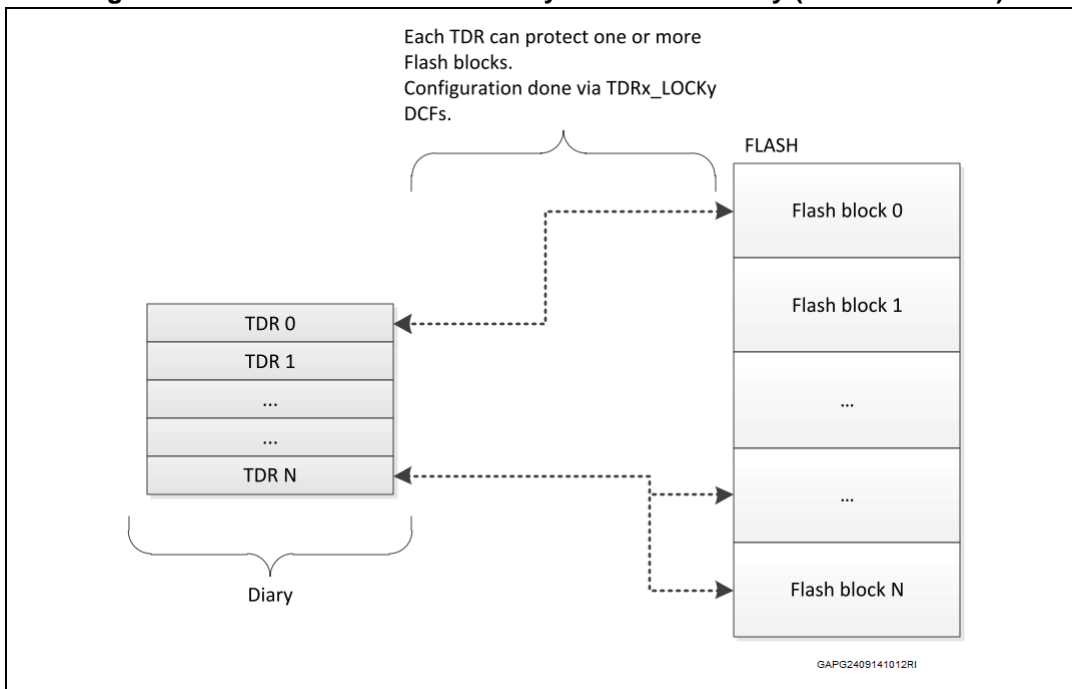 Each TDR can protect one or more
Flash blocks.
Configuration done via TDRx_LOCKy
DCFs.
FLASH
Flash block 0
Flash block 1
...
...
Flash block N
TDR 0
TDR 1
...
...
TDR N
Diary
GAPG2409141012RI